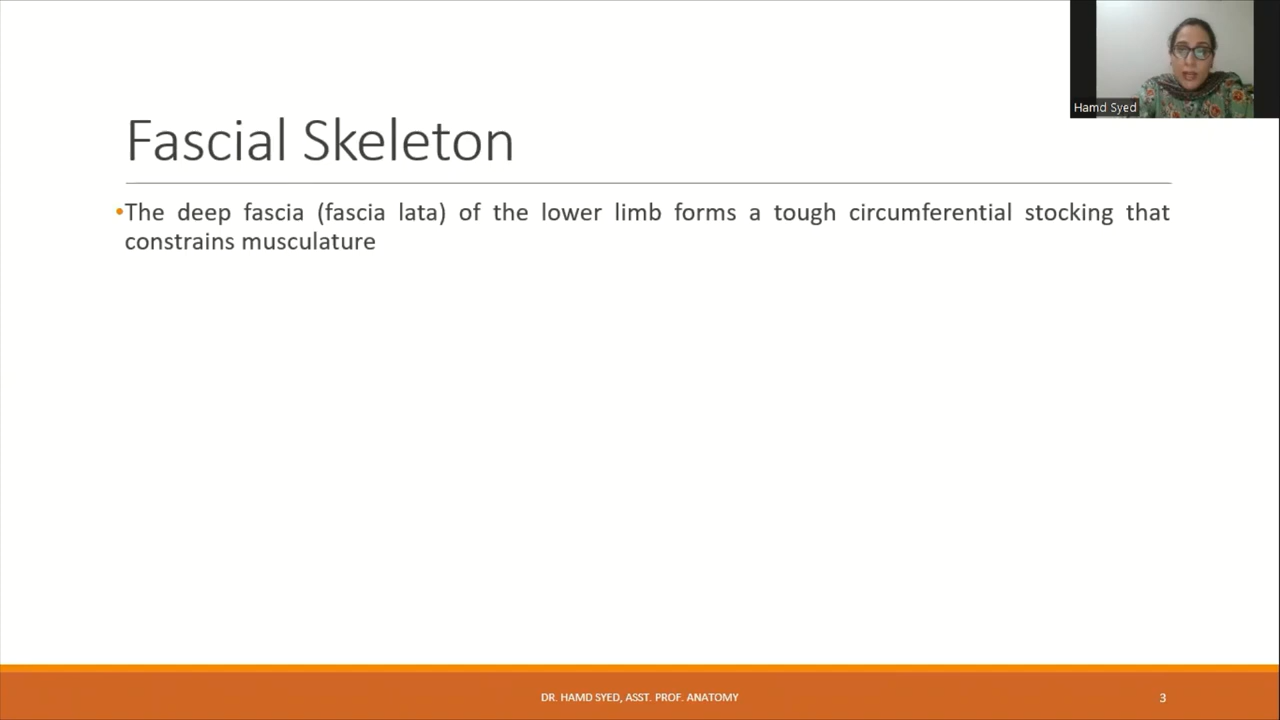 Hamd Syed
Fascial Skeleton
•The deep fascia (fascia lata) of the lower limb forms a tough circumferential stocking that
constrains musculature
DR. HAMD SYED, ASST. PROF. ANATOMY
3